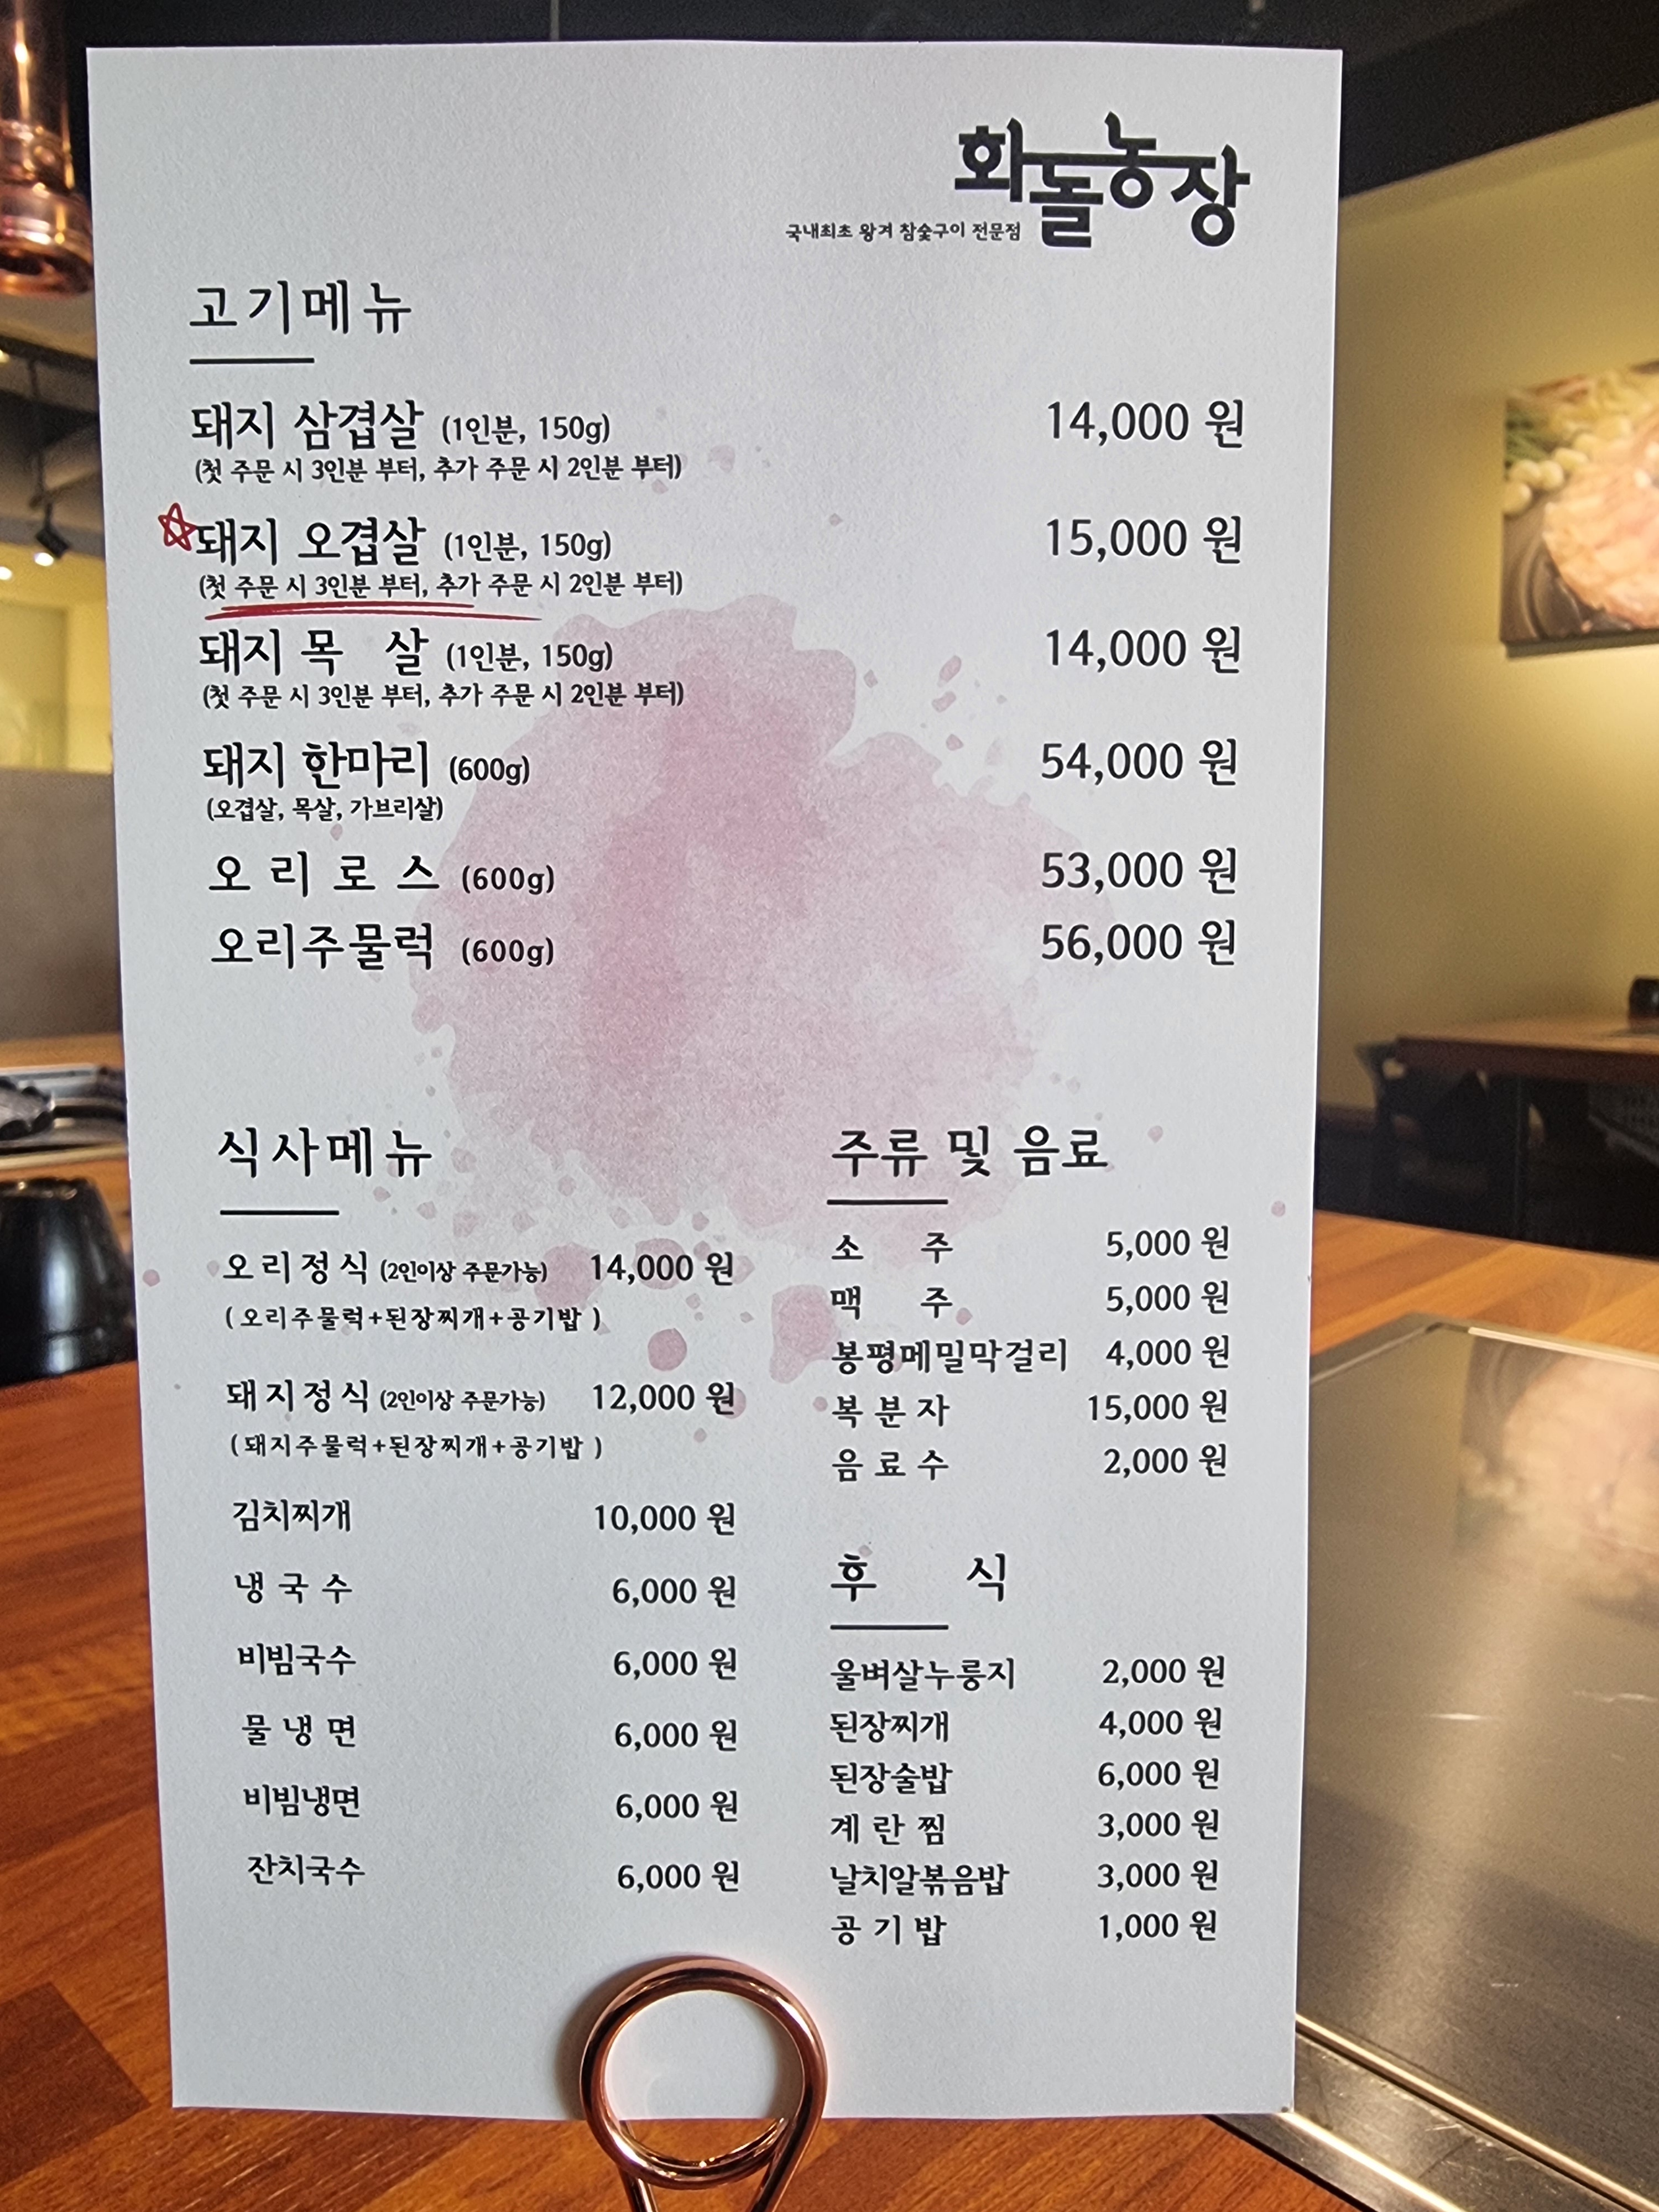 화돌농장
국내최초 왕겨 참숯구이 전문점
고기메뉴
돼지 삼겹살 (1인분, 150g) 14,000 원
(첫 주문 시 3인분 부터, 추가 주문 시 2인분 부터)
돼지 오겹살 (1인분, 150g) 15,000 원
(첫 주문 시 3인분 부터, 추가 주문 시 2인분 부터)
돼지 목 살 (1인분, 150g) 14,000 원
(첫 주문 시 3인분 부터, 추가 주문 시 2인분 부터)
돼지 한마리 (600g) 54,000 원
(오겹살, 목살, 가브리살)
오 리 로 스 (600g) 53,000 원
오리주물럭 (600g) 56,000 원
식사메뉴
오리정식 (2인이상 주문가능) 14,000 원
( 오리주물럭+된장찌개+공기밥 )
돼지정식 (2인이상 주문가능) 12,000 원
( 돼지주물럭+된장찌개+공기밥 )
김치찌개 10,000 원
냉 국 수 6,000 원
비빔국수 6,000 원
물 냉 면 6,000 원
비빔냉면 6,000 원
잔치국수 6,000 원
주류 및 음료
소 주 5,000 원
맥 주 5,000 원
봉평메밀막걸리 4,000 원
복 분 자 15,000 원
음 료 수 2,000 원
후 식
울벼살누룽지 2,000 원
된장찌개 4,000 원
된장술밥 6,000 원
계 란 찜 3,000 원
날치알볶음밥 3,000 원
공 기 밥 1,000 원